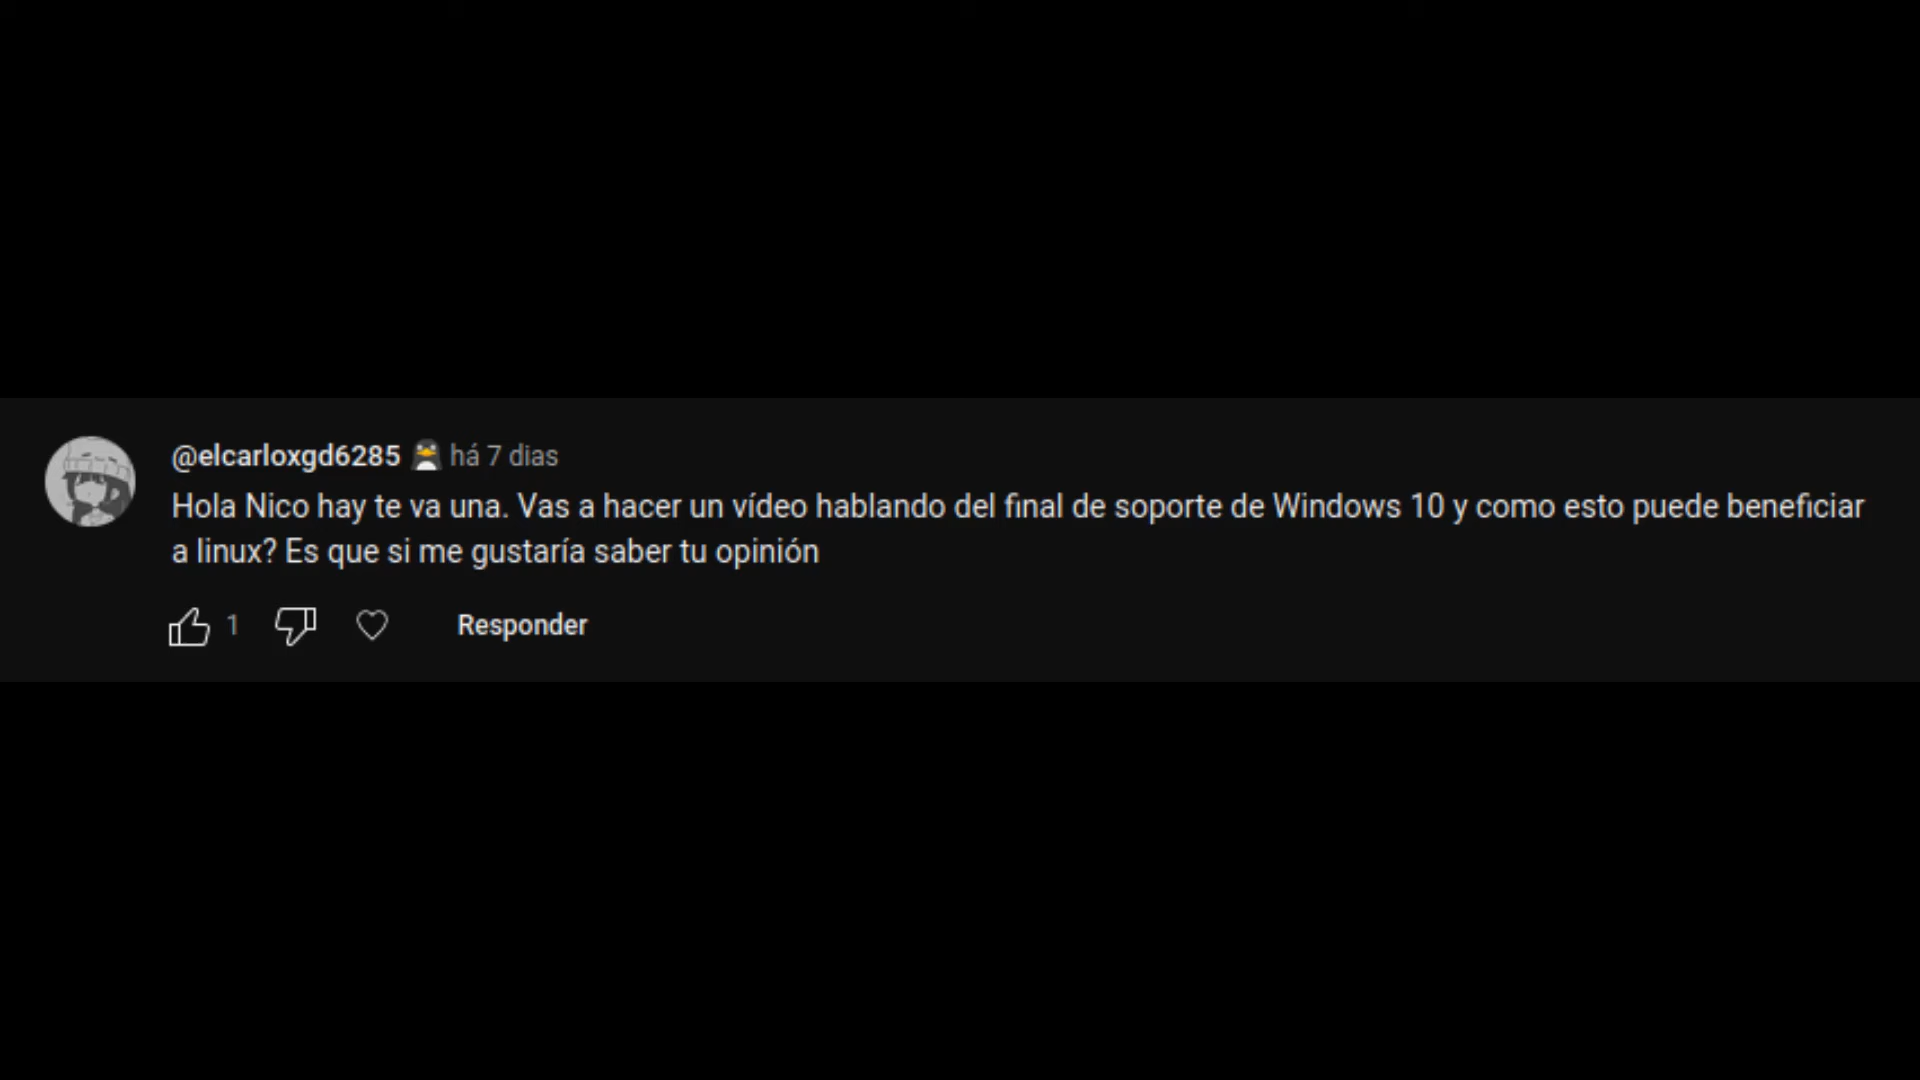 @elcarloxgd6285 há 7 dias
Hola Nico hay te va una. Vas a hacer un vídeo hablando del final de soporte de Windows 10 y como esto puede beneficiar
a linux? Es que si me gustaría saber tu opinión
1 Responder